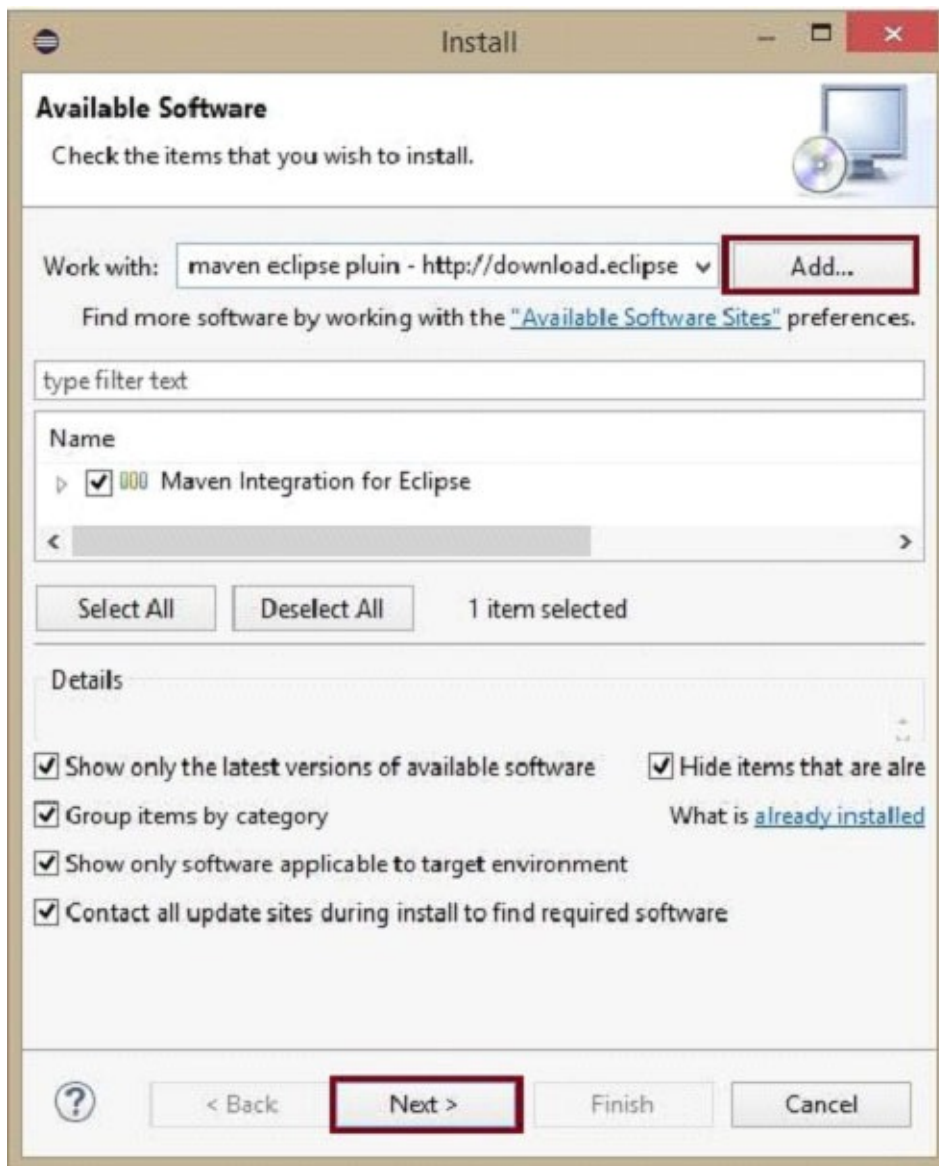 Install
Available Software
Check the items that you wish to install.
Work with: maven eclipse pluin - http://download.eclipse Add...
Find more software by working with the "Available Software Sites" preferences.
type filter text
Name
Maven Integration for Eclipse
Select All Deselect All 1 item selected
Details
Show only the latest versions of available software Hide items that are alre
Group items by category What is already installed
Show only software applicable to target environment
Contact all update sites during install to find required software
? < Back Next > Finish Cancel